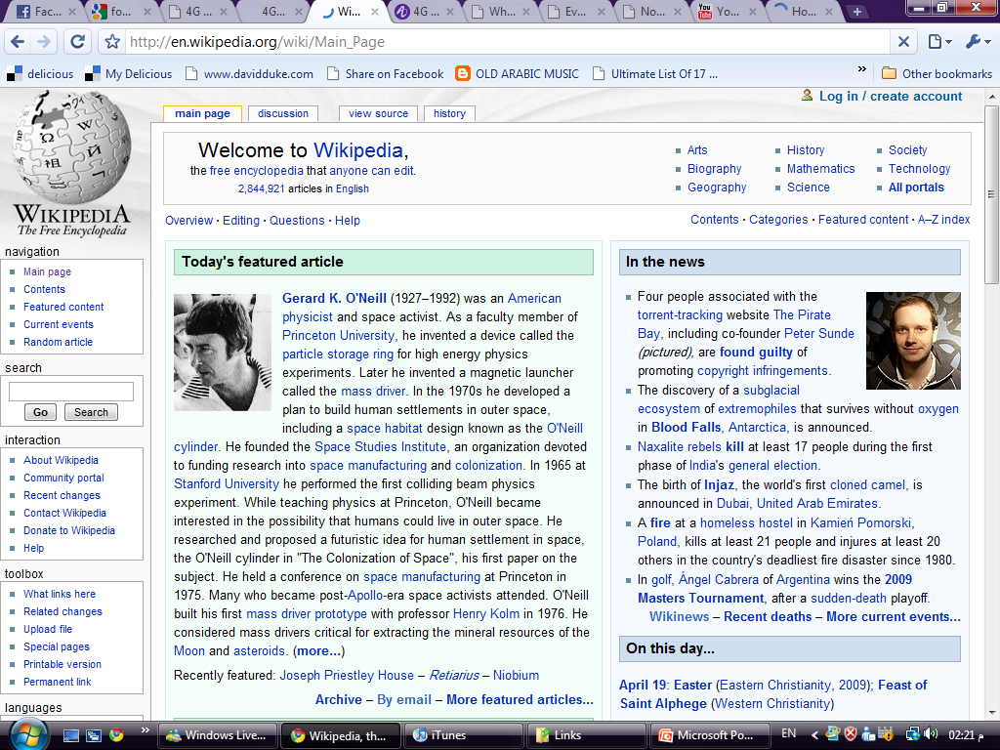 Fac...
fo...
4G ...
4G...
Wi...
4G ...
Wh...
Ev...
No...
Yo...
Ho...
http://en.wikipedia.org/wiki/Main_Page
delicious
My Delicious
www.davidduke.com
Share on Facebook
OLD ARABIC MUSIC
Ultimate List Of 17 ...
»
Other bookmarks
Log in / create account
main page
discussion
view source
history
WIKIPEDIA
The Free Encyclopedia
navigation
Main page
Contents
Featured content
Current events
Random article
search
Go
Search
interaction
About Wikipedia
Community portal
Recent changes
Contact Wikipedia
Donate to Wikipedia
Help
toolbox
What links here
Related changes
Upload file
Special pages
Printable version
Permanent link
languages
Welcome to Wikipedia,
the free encyclopedia that anyone can edit.
2,844,921 articles in English
Arts
Biography
Geography
History
Mathematics
Science
Society
Technology
All portals
Overview · Editing · Questions · Help
Contents · Categories · Featured content · A–Z index
Today's featured article
Gerard K. O'Neill (1927–1992) was an American
physicist and space activist. As a faculty member of
Princeton University, he invented a device called the
particle storage ring for high energy physics
experiments. Later he invented a magnetic launcher
called the mass driver. In the 1970s he developed a
plan to build human settlements in outer space,
including a space habitat design known as the O'Neill
cylinder. He founded the Space Studies Institute, an organization devoted
to funding research into space manufacturing and colonization. In 1965 at
Stanford University he performed the first colliding beam physics
experiment. While teaching physics at Princeton, O'Neill became
interested in the possibility that humans could live in outer space. He
researched and proposed a futuristic idea for human settlement in space,
the O'Neill cylinder in "The Colonization of Space", his first paper on the
subject. He held a conference on space manufacturing at Princeton in
1975. Many who became post-Apollo-era space activists attended. O'Neill
built his first mass driver prototype with professor Henry Kolm in 1976. He
considered mass drivers critical for extracting the mineral resources of the
Moon and asteroids. (more...)
Recently featured: Joseph Priestley House – Retiarius – Niobium
Archive – By email – More featured articles...
In the news
Four people associated with the
torrent-tracking website The Pirate
Bay, including co-founder Peter Sunde
(pictured), are found guilty of
promoting copyright infringements.
The discovery of a subglacial
ecosystem of extremophiles that survives without oxygen
in Blood Falls, Antarctica, is announced.
Naxalite rebels kill at least 17 people during the first
phase of India's general election.
The birth of Injaz, the world's first cloned camel, is
announced in Dubai, United Arab Emirates.
A fire at a homeless hostel in Kamień Pomorski,
Poland, kills at least 21 people and injures at least 20
others in the country's deadliest fire disaster since 1980.
In golf, Ángel Cabrera of Argentina wins the 2009
Masters Tournament, after a sudden-death playoff.
Wikinews – Recent deaths – More current events...
On this day...
April 19: Easter (Eastern Christianity, 2009); Feast of
Saint Alphege (Western Christianity)
»
Windows Live...
Wikipedia, th...
iTunes
Links
Microsoft Po...
EN
02:21 م